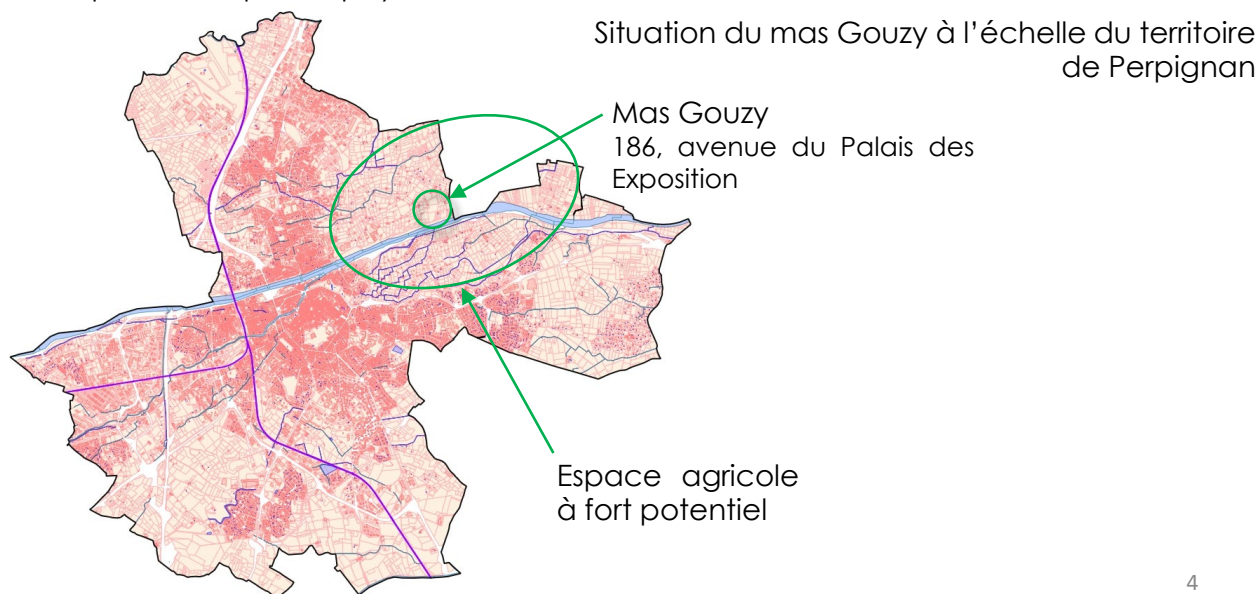 Situation du mas Gouzy à l'échelle du territoire
de Perpignan
Mas Gouzy
186, avenue du Palais des
Exposition
Espace agricole
à fort potentiel
4